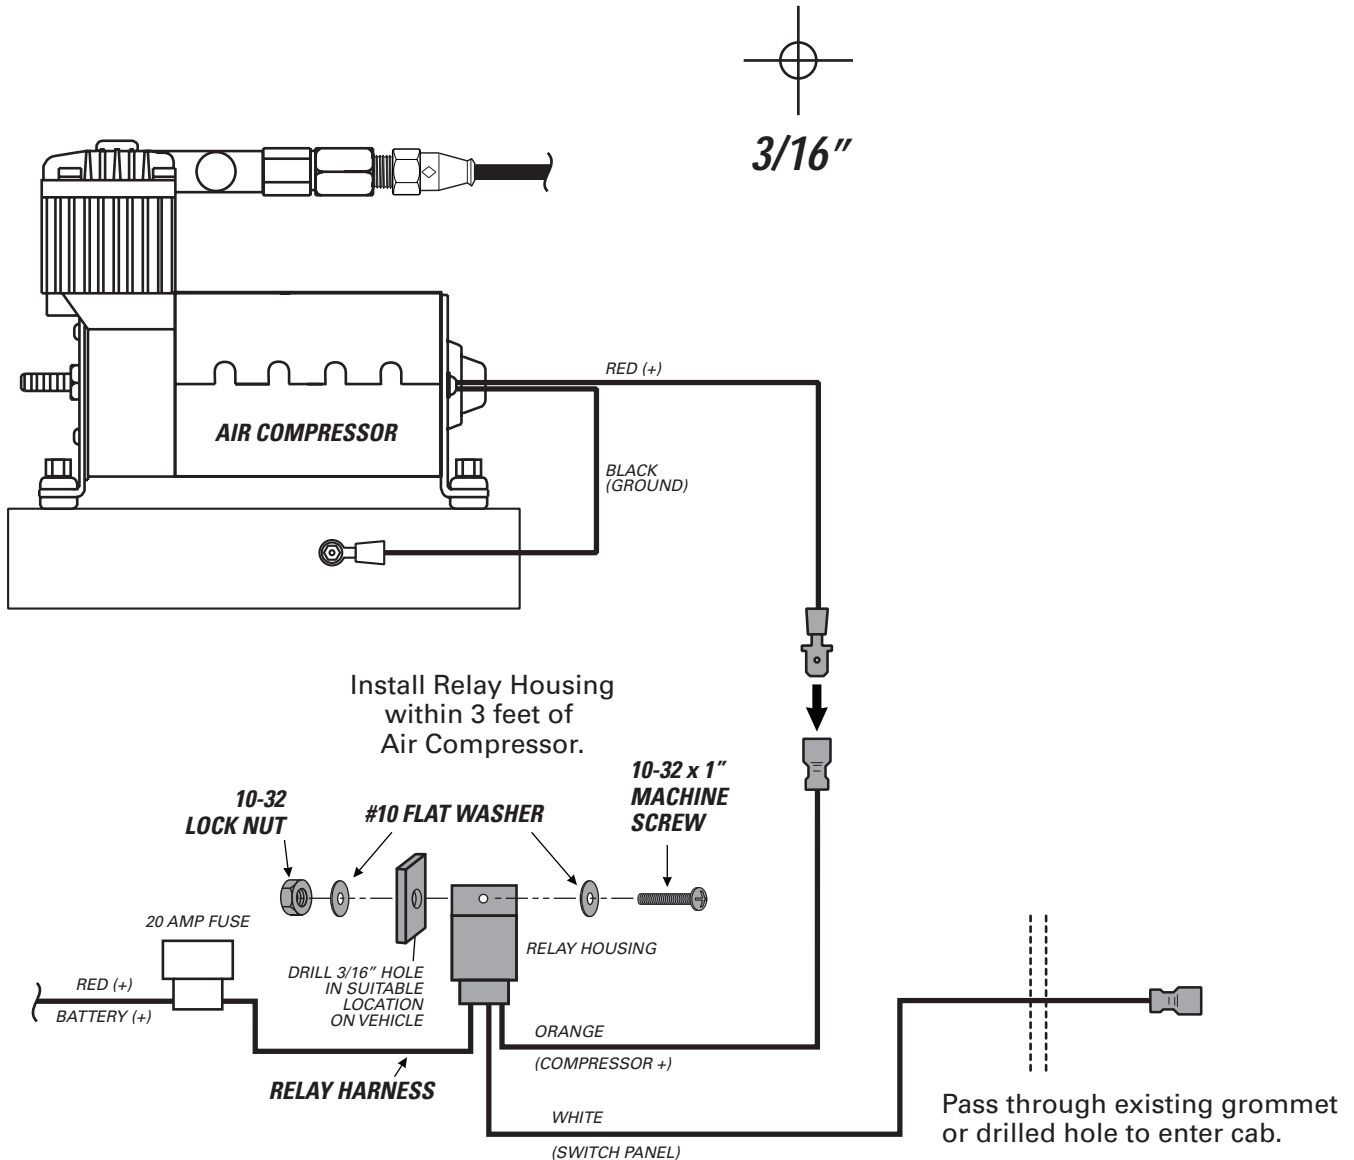 3/16"
RED (+)
AIR COMPRESSOR
BLACK
(GROUND)
Install Relay Housing
within 3 feet of
Air Compressor.
10-32
LOCK NUT
#10 FLAT WASHER
10-32 x 1"
MACHINE
SCREW
20 AMP FUSE
RED (+)
BATTERY (+)
DRILL 3/16" HOLE
IN SUITABLE
LOCATION
ON VEHICLE
RELAY HOUSING
RELAY HARNESS
ORANGE
(COMPRESSOR +)
WHITE
(SWITCH PANEL)
Pass through existing grommet
or drilled hole to enter cab.